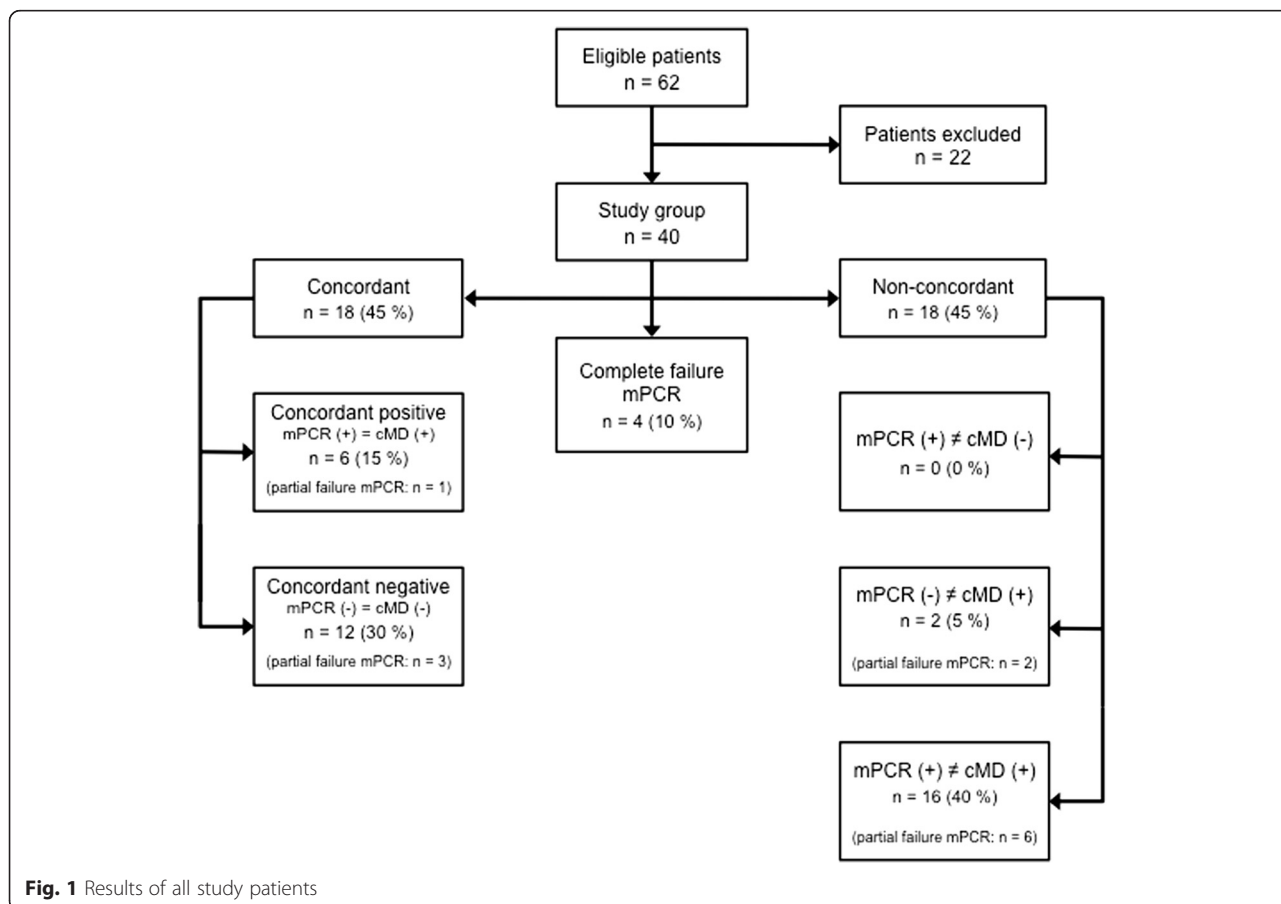 Eligible patients
n = 62
Patients excluded
n = 22
Study group
n = 40
Concordant
n = 18 (45 %)
Non-concordant
n = 18 (45 %)
Complete failure
mPCR
n = 4 (10 %)
Concordant positive
mPCR (+) = cMD (+)
n = 6 (15 %)
(partial failure mPCR: n = 1)
mPCR (+) ≠ cMD (-)
n = 0 (0 %)
Concordant negative
mPCR (-) = cMD (-)
n = 12 (30 %)
(partial failure mPCR: n = 3)
mPCR (-) ≠ cMD (+)
n = 2 (5 %)
(partial failure mPCR: n = 2)
mPCR (+) ≠ cMD (+)
n = 16 (40 %)
(partial failure mPCR: n = 6)
Fig. 1 Results of all study patients